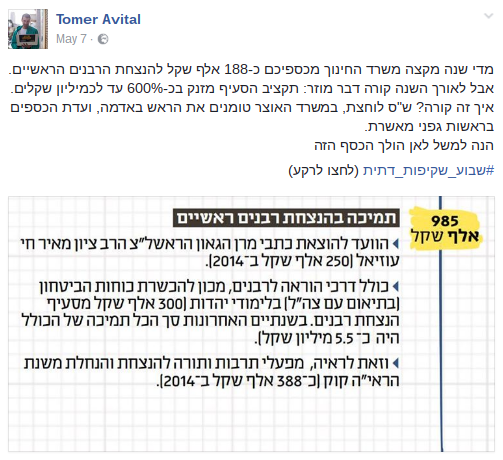 Tomer Avital
May 7 ·
מדי שנה מקצה משרד החינוך מכספיכם כ-188 אלף שקל להנצחת הרבנים הראשיים.
אבל לאורך השנה קורה דבר מוזר: תקציב הסעיף מזנק בכ-600% עד לכמיליון שקלים.
איך זה קורה? ש"ס לוחצת, במשרד האוצר טומנים את הראש באדמה, ועדת הכספים
בראשות גפני מאשרת.
הנה למשל לאן הולך הכסף הזה
#שבוע_שקיפות_דתית (לחצו לרקע)
985
אלף שקל
תמיכה בהנצחת רבנים ראשיים
הוועד להוצאת כתבי מרן הגאון הראשל"צ הרב ציון מאיר חי
עוזיאל (250 אלף שקל ב־2014).
כולל דרכי הוראה לרבנים, מכון להכשרת כוחות הביטחון
(בתיאום עם צה"ל) בלימודי יהדות (300 אלף שקל מסעיף
הנצחת רבנים. בשנתיים האחרונות סך הכל תמיכה של הכולל
היה כ־5.5 מיליון שקל).
וזאת לראיה, מפעלי תרבות ותורה להנצחת והנחלת משנת
הראי"ה קוק (כ־388 אלף שקל ב־2014).